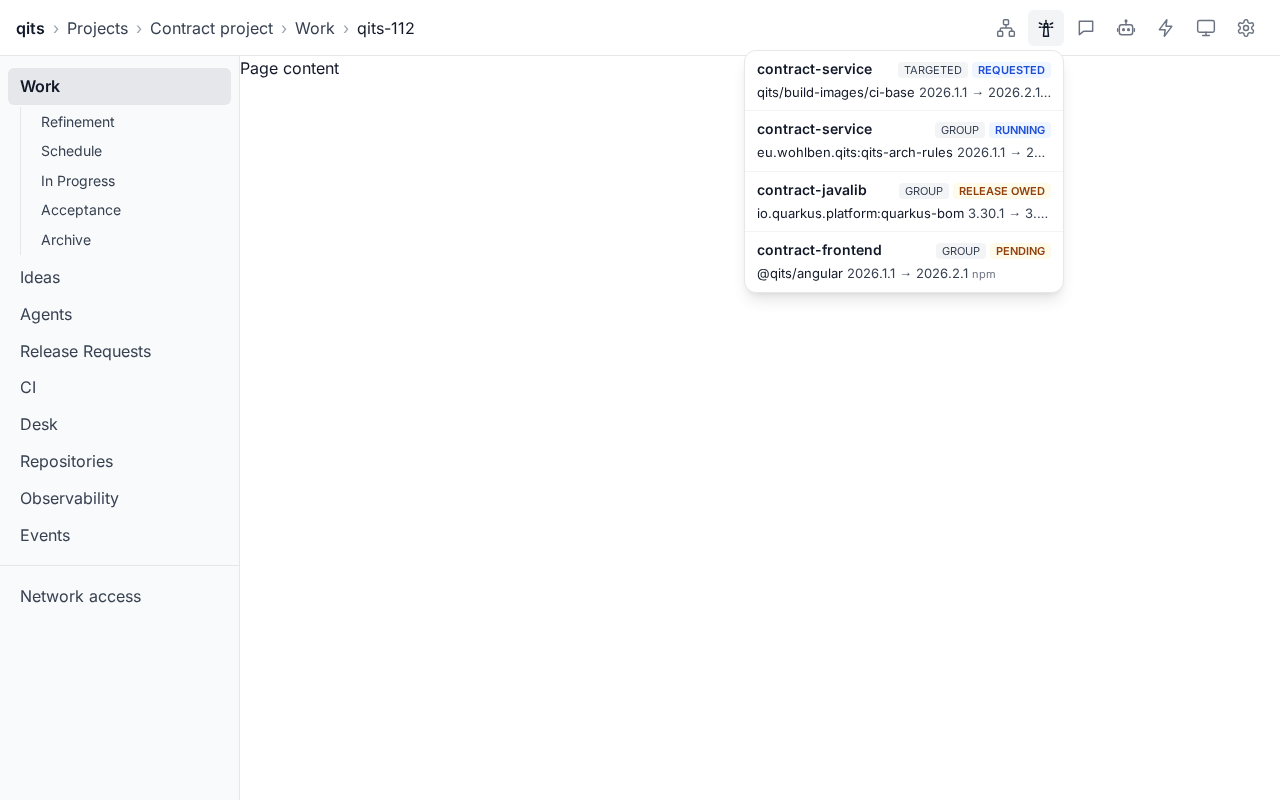 qits › Projects › Contract project › Work › qits-112
Work
Refinement
Schedule
In Progress
Acceptance
Archive
Ideas
Agents
Release Requests
CI
Desk
Repositories
Observability
Events
Network access
Page content
contract-service TARGETED REQUESTED
qits/build-images/ci-base 2026.1.1 → 2026.2.1…
contract-service GROUP RUNNING
eu.wohlben.qits:qits-arch-rules 2026.1.1 → 2…
contract-javalib GROUP RELEASE OWED
io.quarkus.platform:quarkus-bom 3.30.1 → 3.…
contract-frontend GROUP PENDING
@qits/angular 2026.1.1 → 2026.2.1 npm